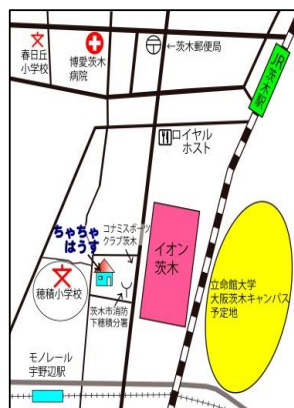 春日丘
小学校
博愛茨木
病院
←茨木郵便局
JR茨木駅
ロイヤル
ホスト
ちゃちゃ
はうす
コナミスポーツ
クラブ茨木
イオン
茨木
穂積小学校
茨木市消防
下穂積分署
立命館大学
大阪茨木キャンパス
予定地
モノレール
宇野辺駅